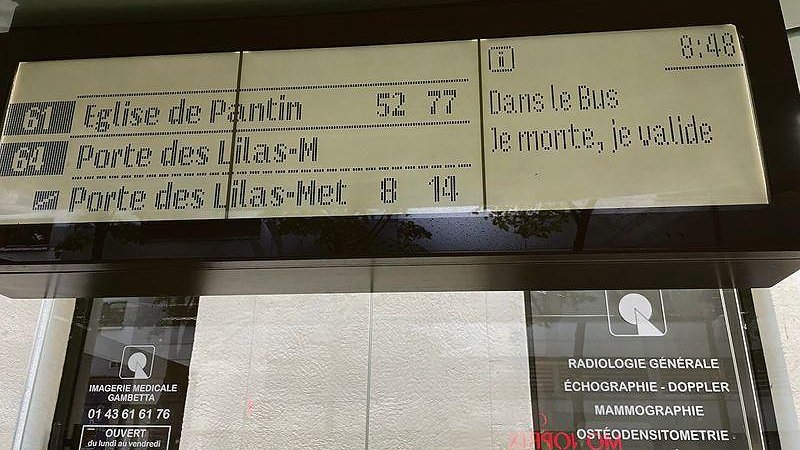 81 Eglise de Pantin 52 77
84 Porte des Lilas-M
Porte des Lilas-Met 8 14
i 8:48
Dans le Bus
Je monte, je valide
IMAGERIE MEDICALE
GAMBETTA
01 43 61 61 76
OUVERT
du lundi au vendredi
RADIOLOGIE GÉNÉRALE
ÉCHOGRAPHIE - DOPPLER
MAMMOGRAPHIE
OSTÉODENSITOMETRIE